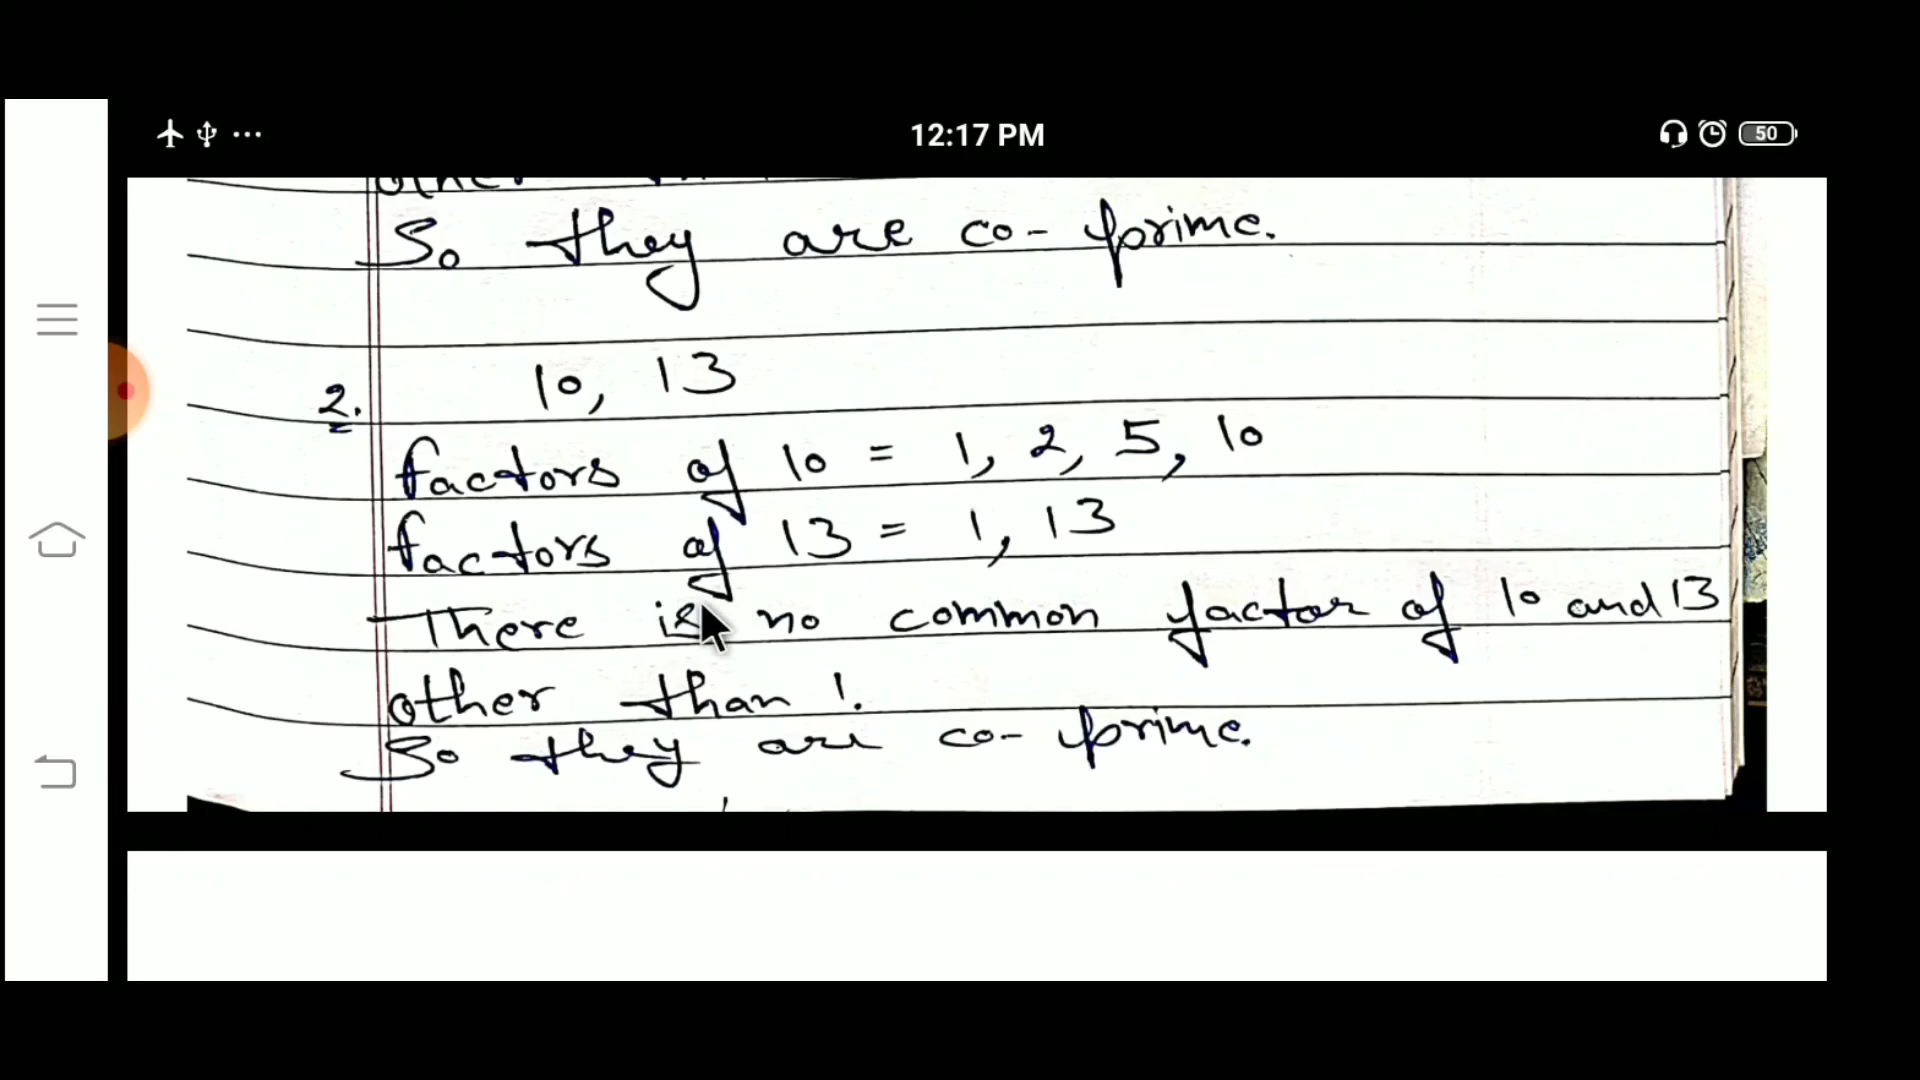 12:17 PM
50
So they are co-prime.
2. 10, 13
factors of 10 = 1, 2, 5, 10
factors of 13 = 1, 13
There is no common factor of 10 and 13
other than 1.
So they are co-prime.